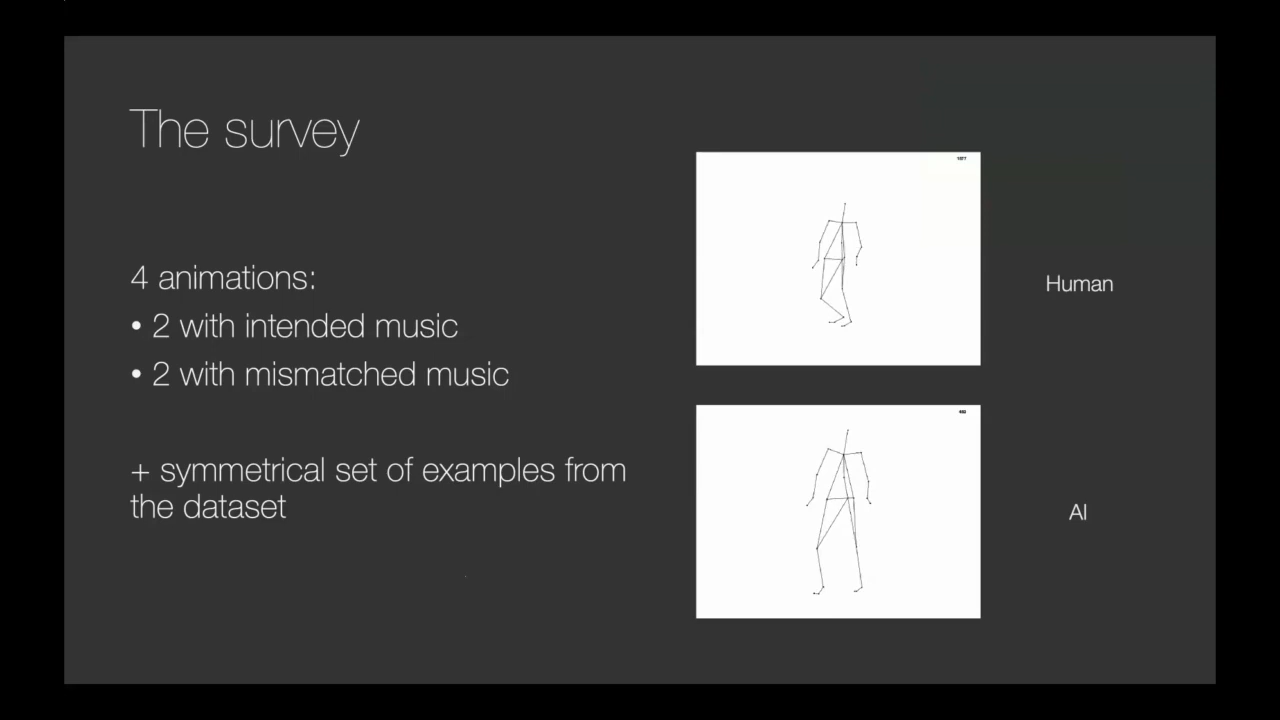 The survey
4 animations:
• 2 with intended music
• 2 with mismatched music
+ symmetrical set of examples from
the dataset
Human
AI